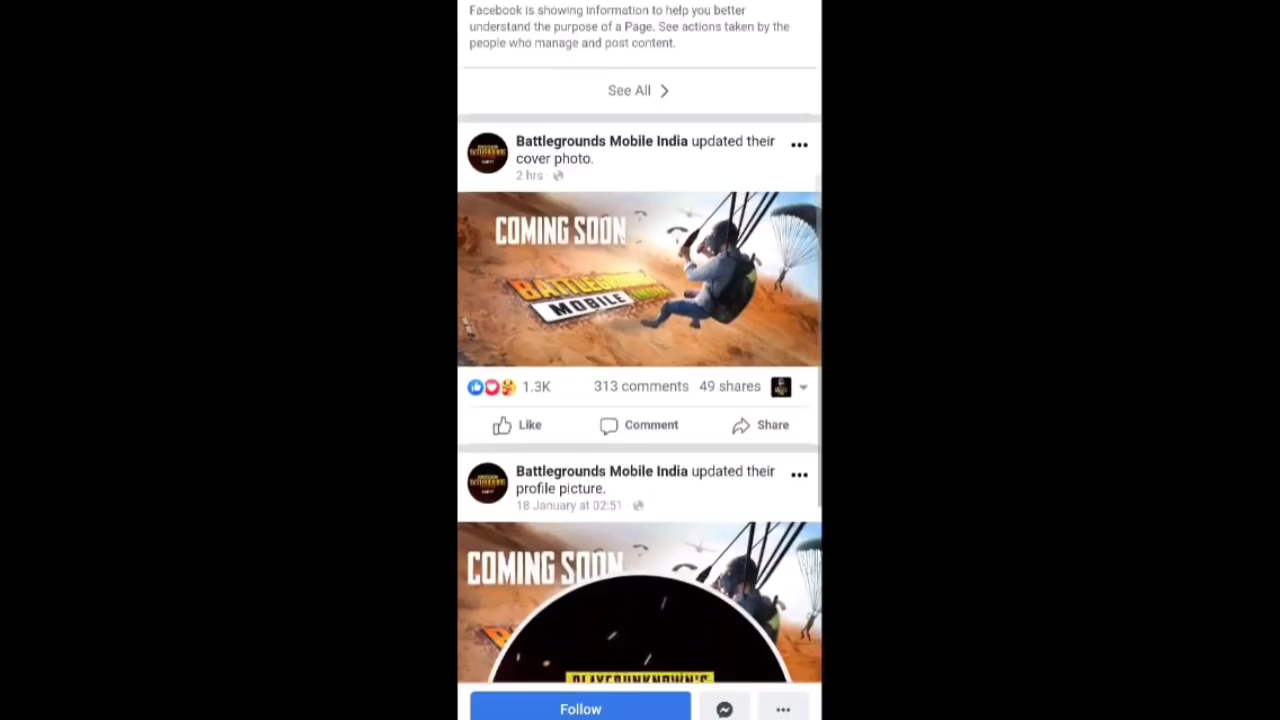 Facebook is showing information to help you better
understand the purpose of a Page. See actions taken by the
people who manage and post content.
See All
Battlegrounds Mobile India updated their
cover photo.
2 hrs
COMING SOON
BATTLEGROUNDS
MOBILE INDIA
1.3K 313 comments 49 shares
Like Comment Share
Battlegrounds Mobile India updated their
profile picture.
18 January at 02:51
COMING SOON
PLAYERUNKNOWN'S
Follow